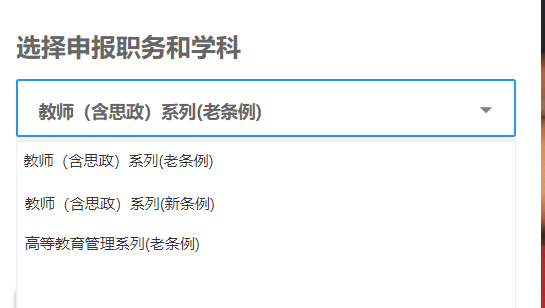 选择申报职务和学科
教师（含思政）系列(老条例)
教师（含思政）系列(老条例)
教师（含思政）系列(新条例)
高等教育管理系列(老条例)